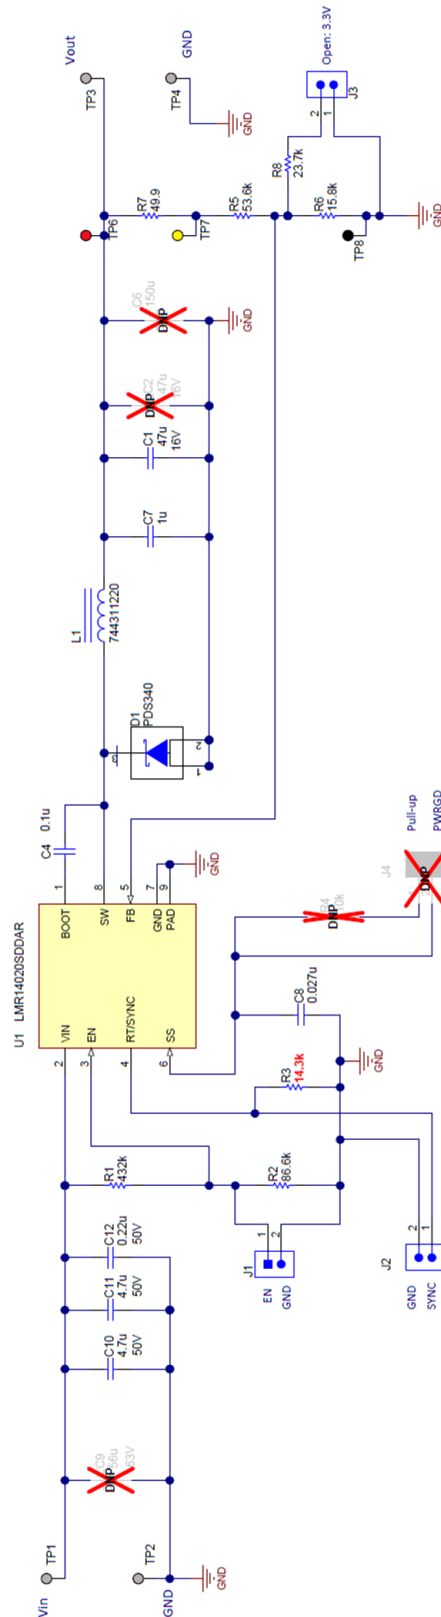 Vin
TP1
TP2
GND
GND
C9
56u
63V
DNP
C10
4.7u
50V
C11
4.7u
50V
C12
0.22u
50V
R1
432k
R2
86.6k
J1
EN
GND
1
2
J2
GND
SYNC
2
1
R3
14.3k
GND
C8
0.027u
R4
10k
DNP
J4
DNP
Pull-up
PWRGD
U1 LMR14020SDDAR
2
VIN
3
EN
4
RT/SYNC
6
SS
BOOT
1
SW
8
FB
5
GND
7
PAD
9
GND
C4
0.1u
D1
PDS340
3
1
2
L1
744311220
C7
1u
C1
47u
16V
C2
47u
16V
DNP
C6
150u
DNP
GND
TP6
R7
49.9
TP7
R5
53.6k
R6
15.8k
TP8
GND
R8
23.7k
2
1
J3
Open: 3.3V
TP3
Vout
TP4
GND
GND